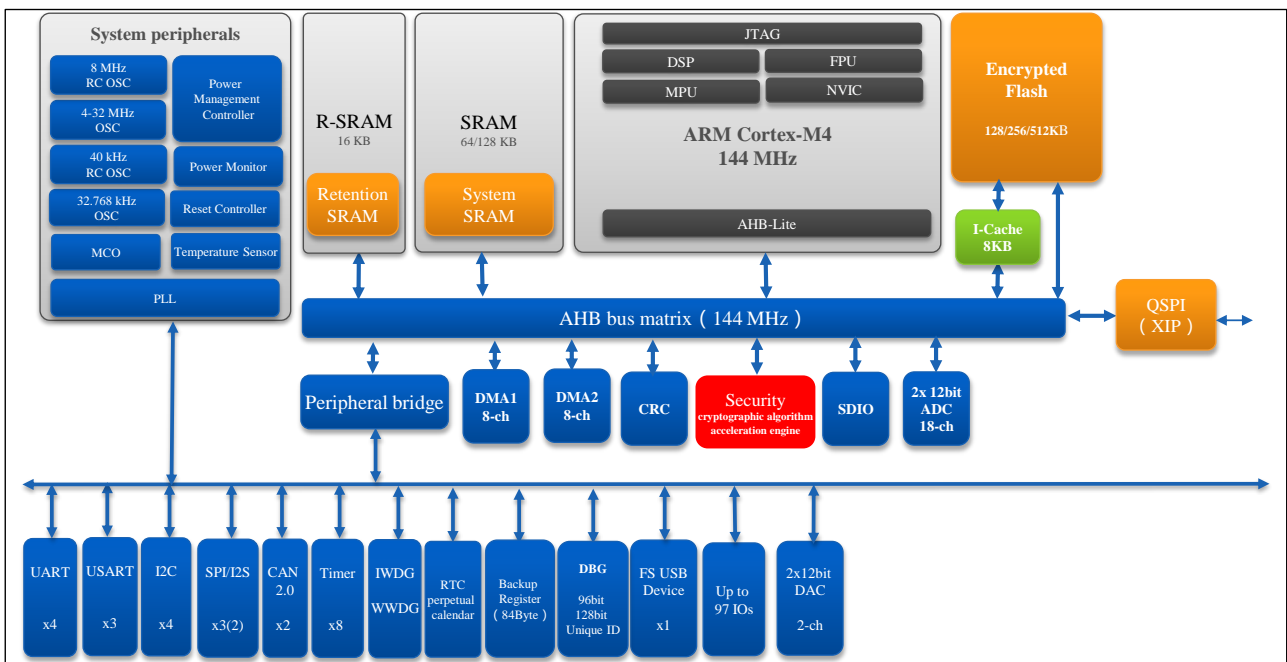 System peripherals
8 MHz
RC OSC
Power
Management
Controller
4-32 MHz
OSC
40 kHz
RC OSC
Power Monitor
32.768 kHz
OSC
Reset Controller
MCO
Temperature Sensor
PLL
R-SRAM
16 KB
Retention
SRAM
SRAM
64/128 KB
System
SRAM
JTAG
DSP
FPU
MPU
NVIC
ARM Cortex-M4
144 MHz
AHB-Lite
Encrypted
Flash
128/256/512KB
I-Cache
8KB
AHB bus matrix（144 MHz）
QSPI
（XIP）
Peripheral bridge
DMA1
8-ch
DMA2
8-ch
CRC
Security
cryptographic algorithm
acceleration engine
SDIO
2x 12bit
ADC
18-ch
UART
x4
USART
x3
I2C
x4
SPI/I2S
x3(2)
CAN
2.0
x2
Timer
x8
IWDG
WWDG
RTC
perpetual
calendar
Backup
Register
（84Byte）
DBG
96bit
128bit
Unique ID
FS USB
Device
x1
Up to
97 IOs
2x12bit
DAC
2-ch